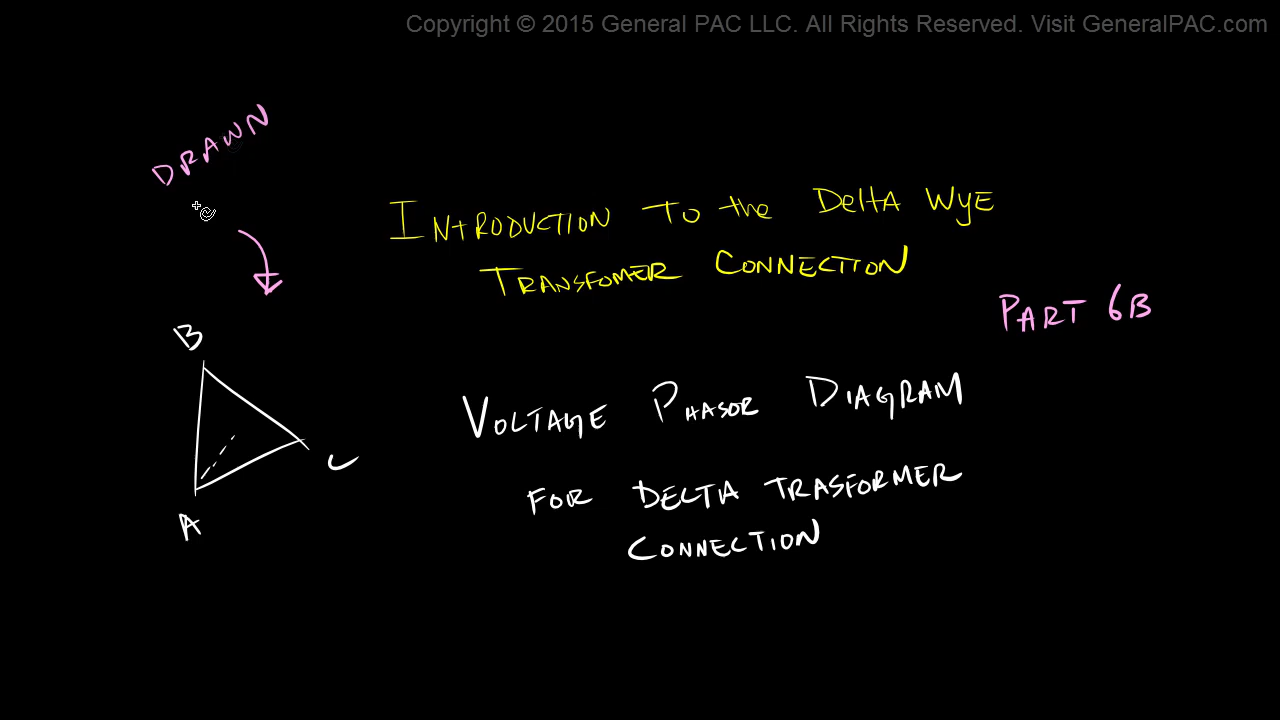 Copyright © 2015 General PAC LLC. All Rights Reserved. Visit GeneralPAC.com
DRAWN
INTRODUCTION To the Delta WyE
TRANSFOMER CONNECTION
PART 6B
B
VOLTAGE PHASOR DIAGRAM
C
FOR DELTA TRASFORMER
A
CONNECTION